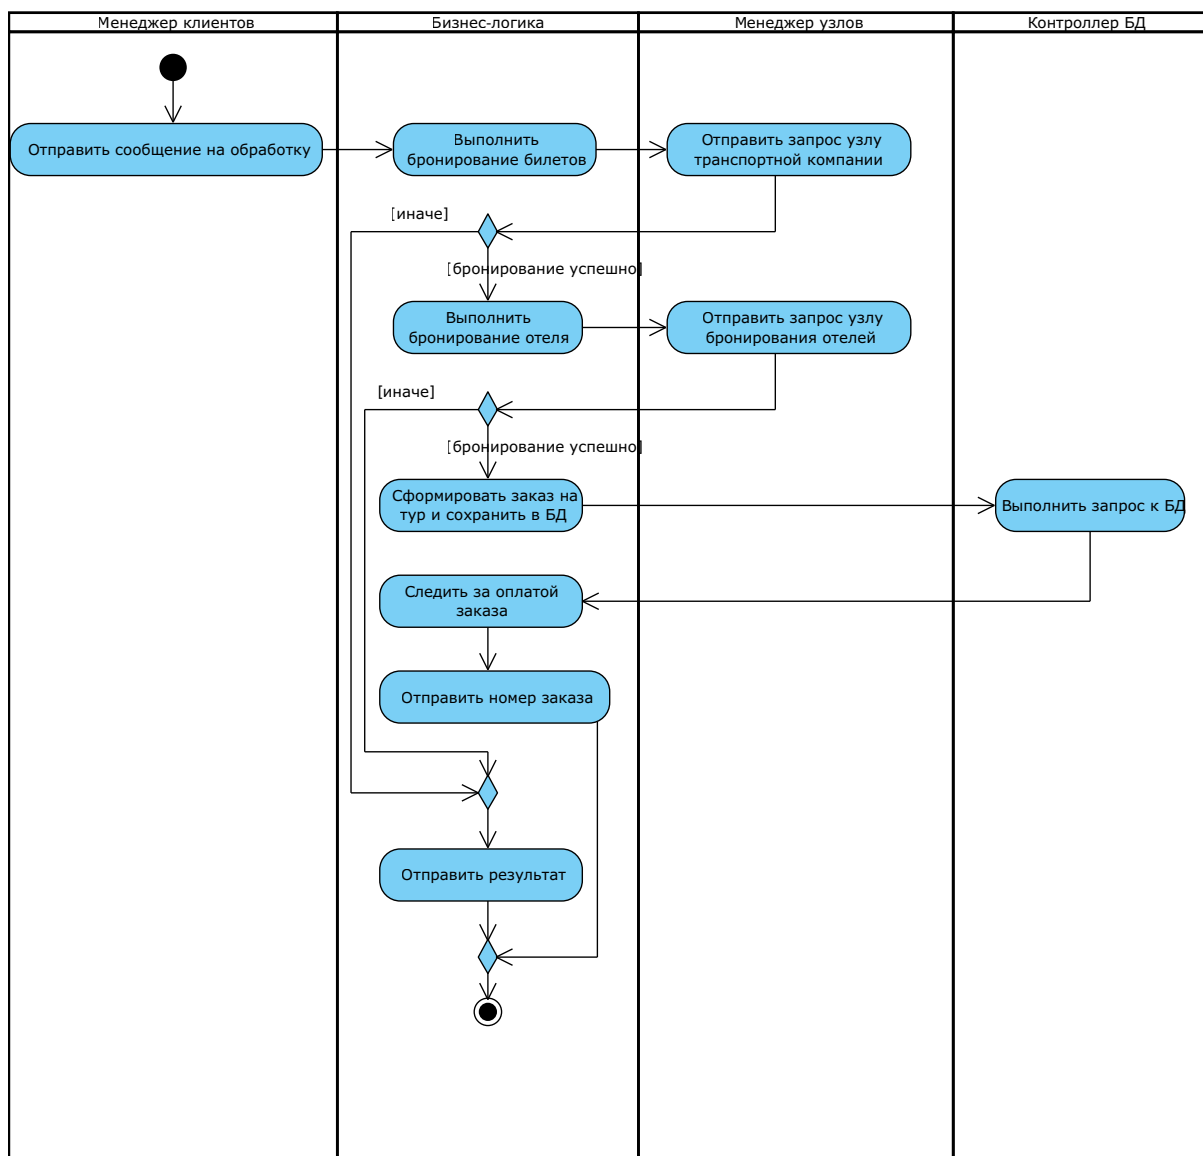 Менеджер клиентов
Бизнес-логика
Менеджер узлов
Контроллер БД
Отправить сообщение на обработку
Выполнить
бронирование билетов
Отправить запрос узлу
транспортной компании
[иначе]
[бронирование успешно]
Выполнить
бронирование отеля
Отправить запрос узлу
бронирования отелей
[иначе]
[бронирование успешно]
Сформировать заказ на
тур и сохранить в БД
Выполнить запрос к БД
Следить за оплатой
заказа
Отправить номер заказа
Отправить результат